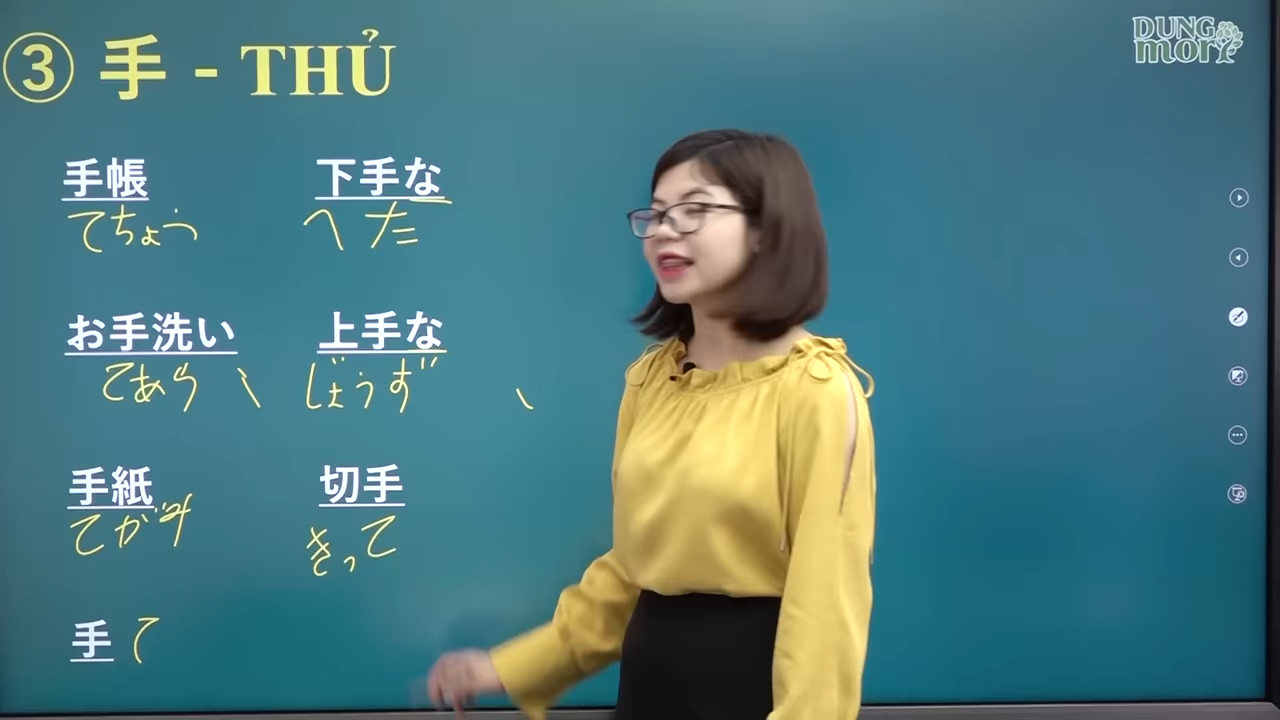 ③ 手 - THỦ
DUNG
mori
手帳
てちょう
下手な
へた
お手洗い
てあら
上手な
じょうず
手紙
てがみ
切手
きって
手 て